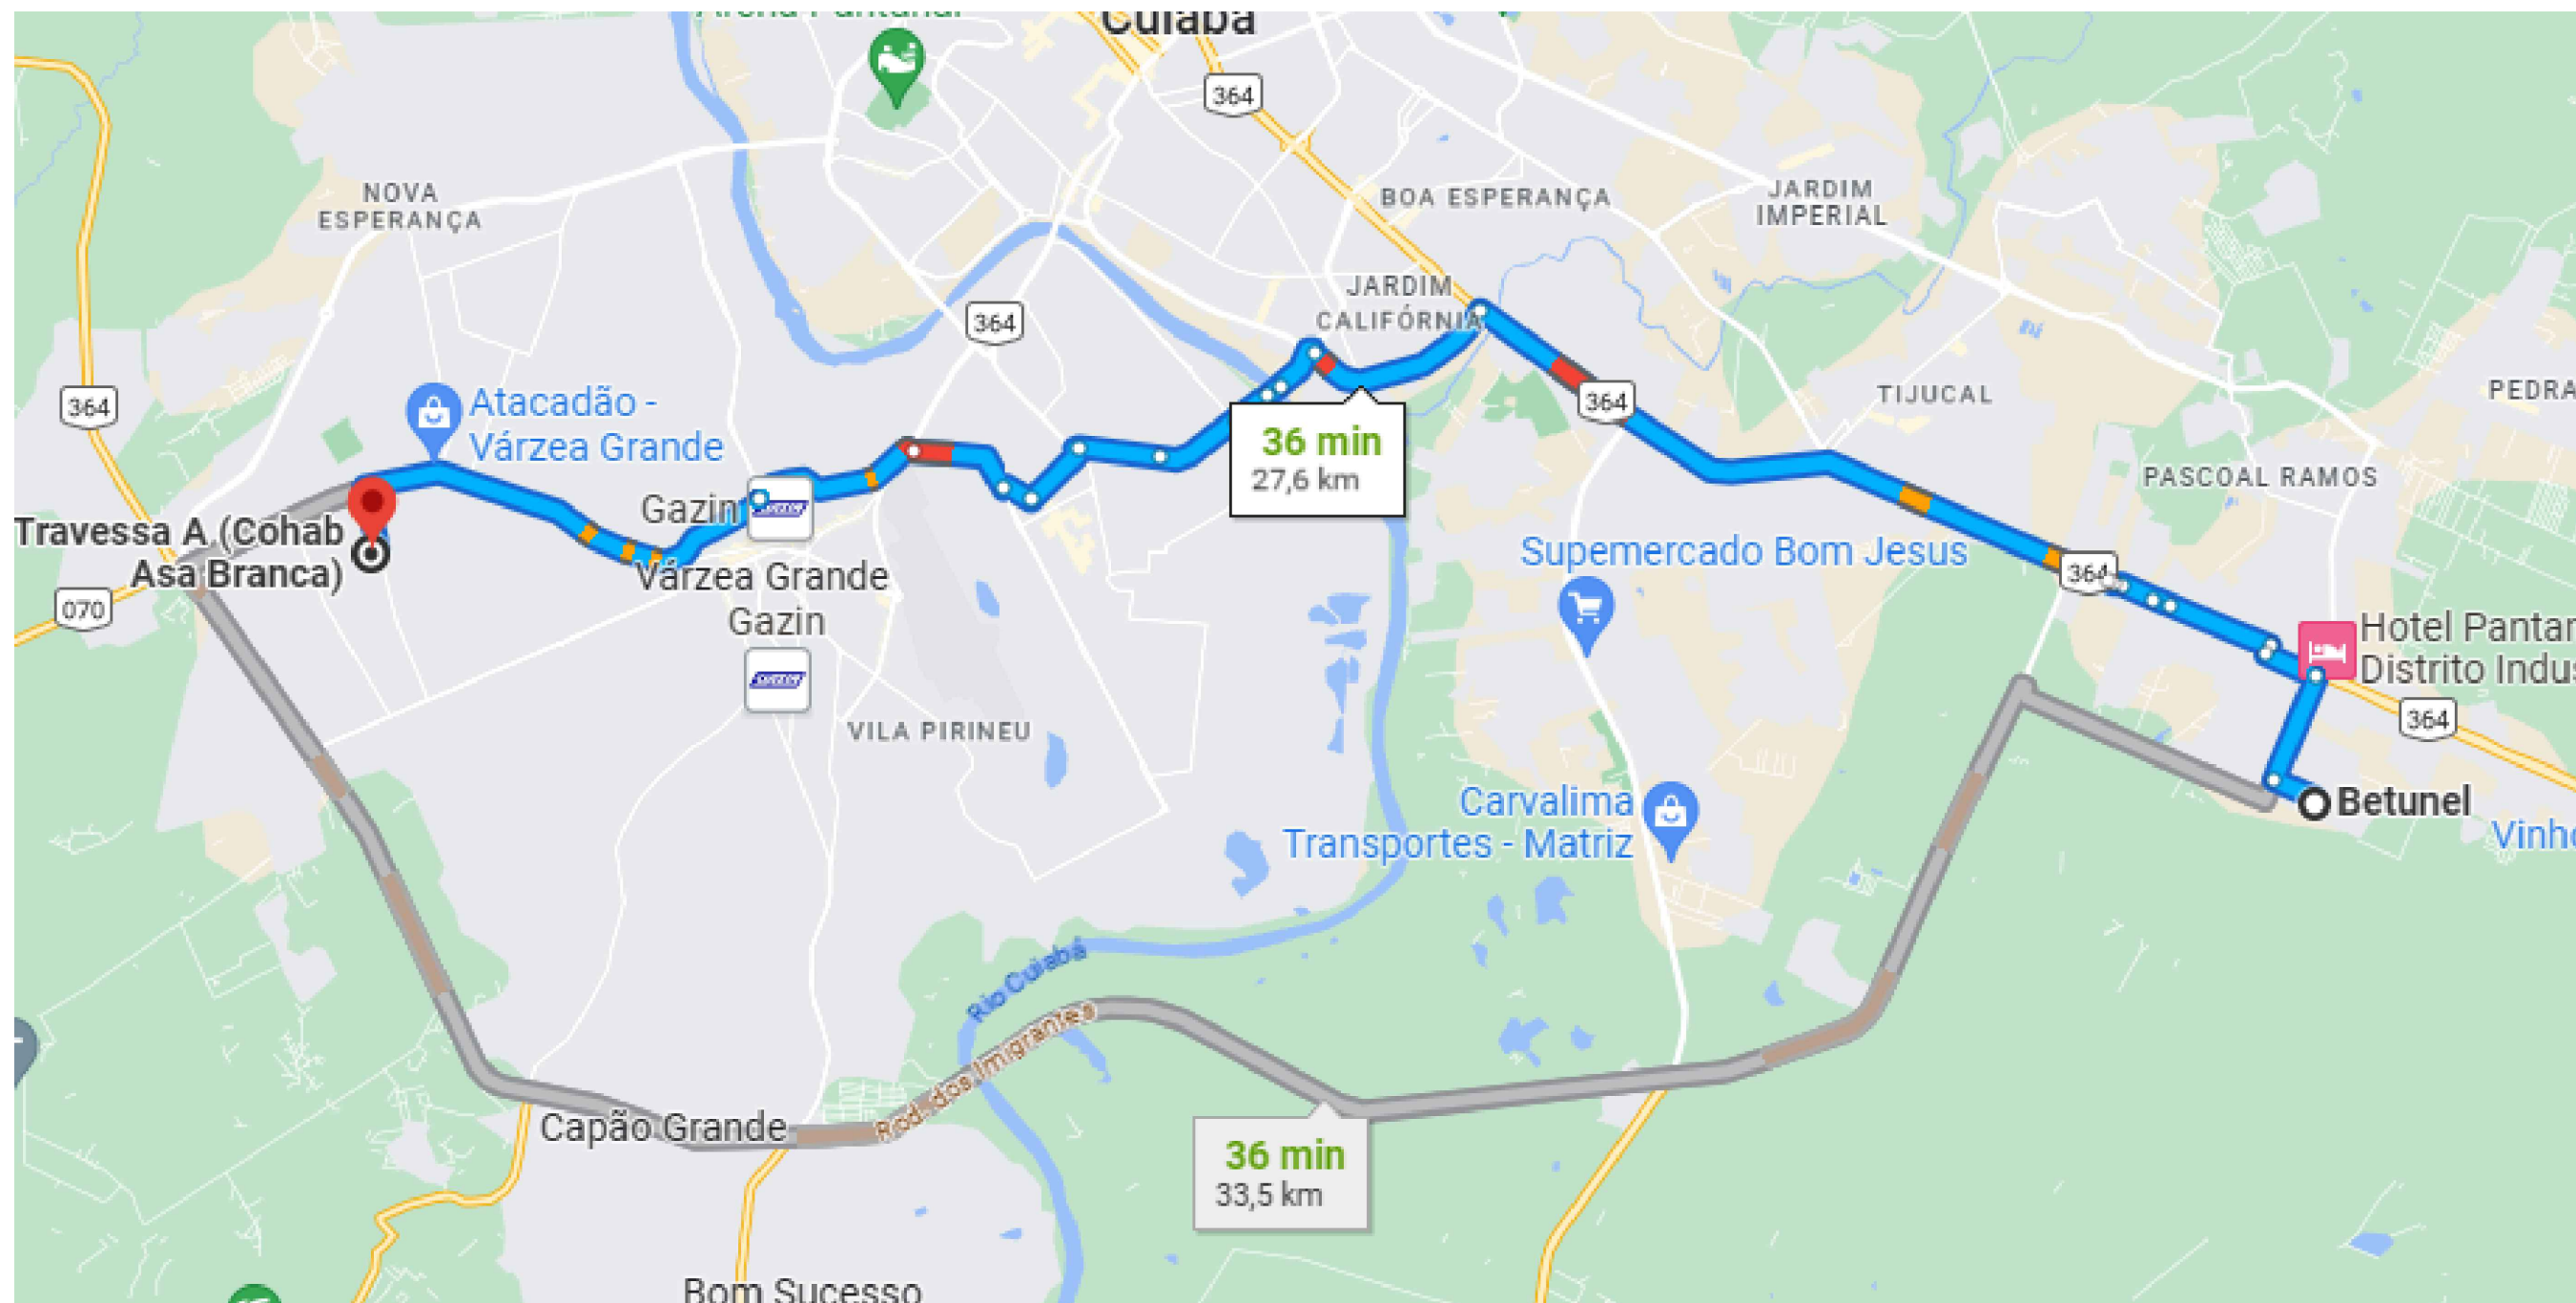 Cuiabá
364
NOVA
ESPERANÇA
BOA ESPERANÇA
JARDIM
IMPERIAL
JARDIM
CALIFÓRNIA
364
364
Atacadão -
Várzea Grande
364
TIJUCAL
PEDRA
36 min
27,6 km
PASCOAL RAMOS
Gazin
Travessa A (Cohab
Asa Branca)
070
Várzea Grande
Gazin
Supemercado Bom Jesus
364
Hotel Pantan
Distrito Indus
364
VILA PIRINEU
Carvalima
Transportes - Matriz
Betunel
Vinho
Rio Cuiabá
Rod. dos Imigrantes
Capão Grande
36 min
33,5 km
Bom Sucesso